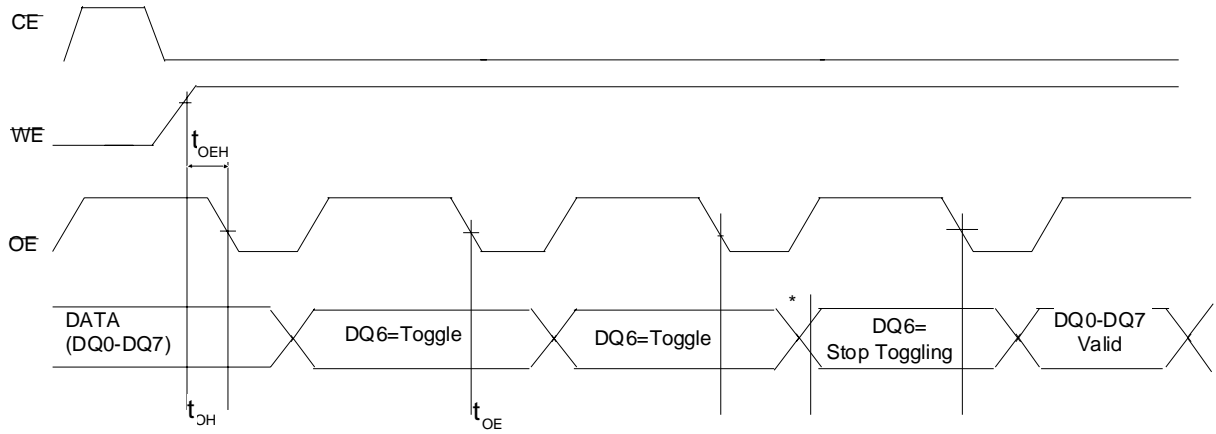 CE
WE
tOEH
OE
*
DATA
(DQ0-DQ7)
DQ6=Toggle
DQ6=Toggle
DQ6=
Stop Toggling
DQ0-DQ7
Valid
tOH
tOE